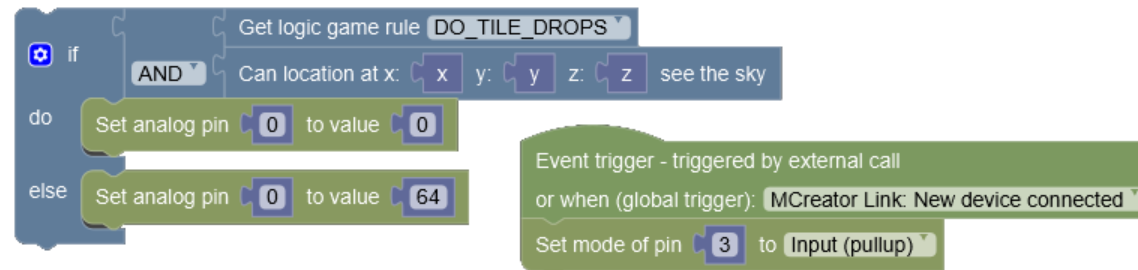 if
Get logic game rule DO_TILE_DROPS
AND Can location at x: x y: y z: z see the sky
do Set analog pin 0 to value 0
else Set analog pin 0 to value 64
Event trigger - triggered by external call
or when (global trigger): MCreator Link: New device connected
Set mode of pin 3 to Input (pullup)